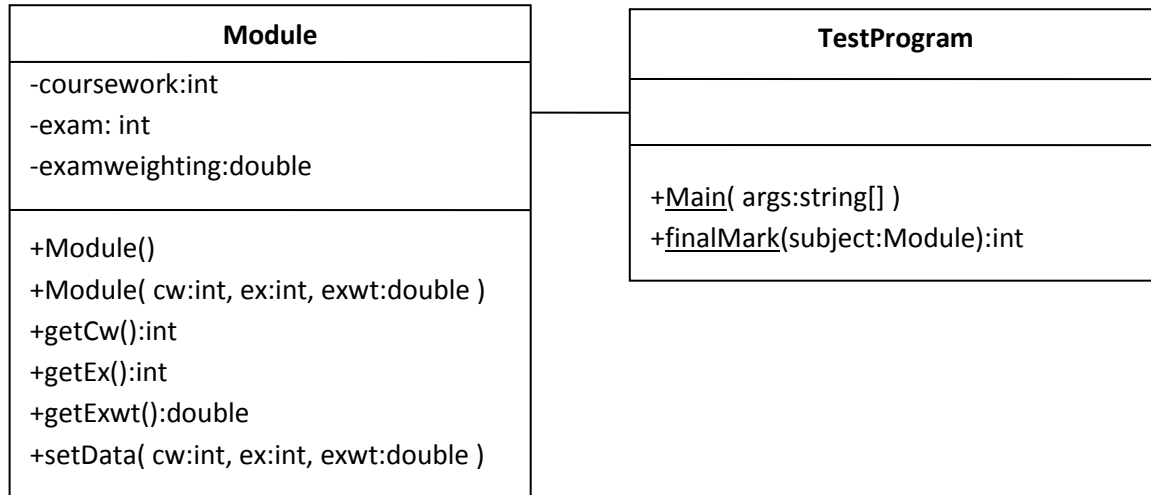 Module
-coursework:int
-exam: int
-examweighting:double
+Module()
+Module( cw:int, ex:int, exwt:double )
+getCw():int
+getEx():int
+getExwt():double
+setData( cw:int, ex:int, exwt:double )
TestProgram
+Main( args:string[] )
+finalMark(subject:Module):int